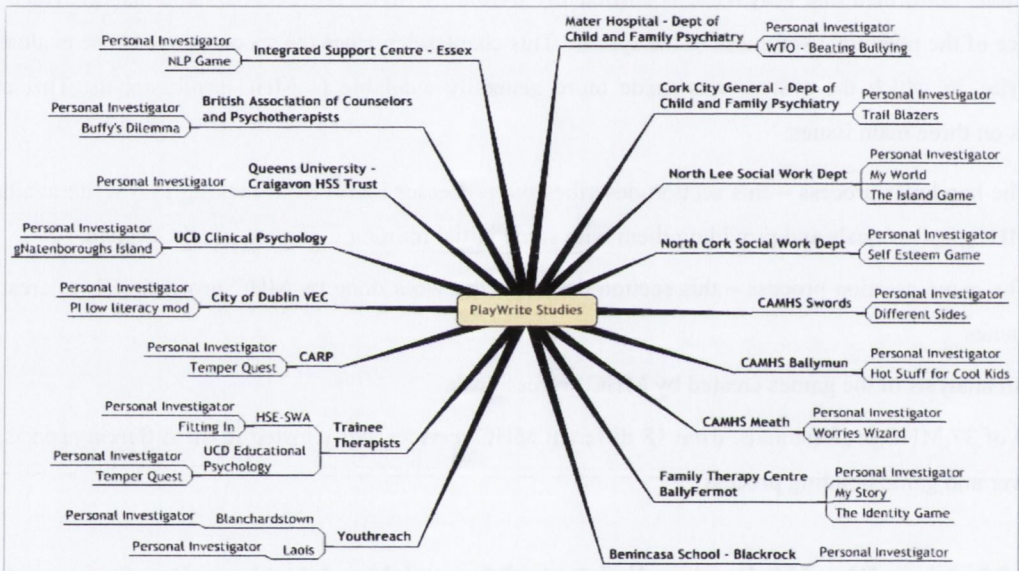 Mater Hospital - Dept of
Child and Family Psychiatry
Personal Investigator
WTO - Beating Bullying
Cork City General - Dept of
Child and Family Psychiatry
Personal Investigator
Trail Blazers
North Lee Social Work Dept
Personal Investigator
My World
The Island Game
North Cork Social Work Dept
Personal Investigator
Self Esteem Game
CAMHS Swords
Personal Investigator
Different Sides
CAMHS Ballymun
Personal Investigator
Hot Stuff for Cool Kids
CAMHS Meath
Personal Investigator
Worries Wizard
Family Therapy Centre
BallyFermot
Personal Investigator
My Story
The Identity Game
Benincasa School - Blackrock
Personal Investigator
PlayWrite Studies
Personal Investigator
NLP Game
Integrated Support Centre - Essex
Personal Investigator
Buffy's Dilemma
British Association of Counselors
and Psychotherapists
Personal Investigator
Queens University -
Craigavon HSS Trust
Personal Investigator
gNatenboroughs Island
UCD Clinical Psychology
Personal Investigator
PI low literacy mod
City of Dublin VEC
Personal Investigator
Temper Quest
CARP
Personal Investigator
Fitting In
HSE-SWA
Personal Investigator
Temper Quest
UCD Educational
Psychology
Trainee
Therapists
Personal Investigator
Blanchardstown
Personal Investigator
Laois
Youthreach